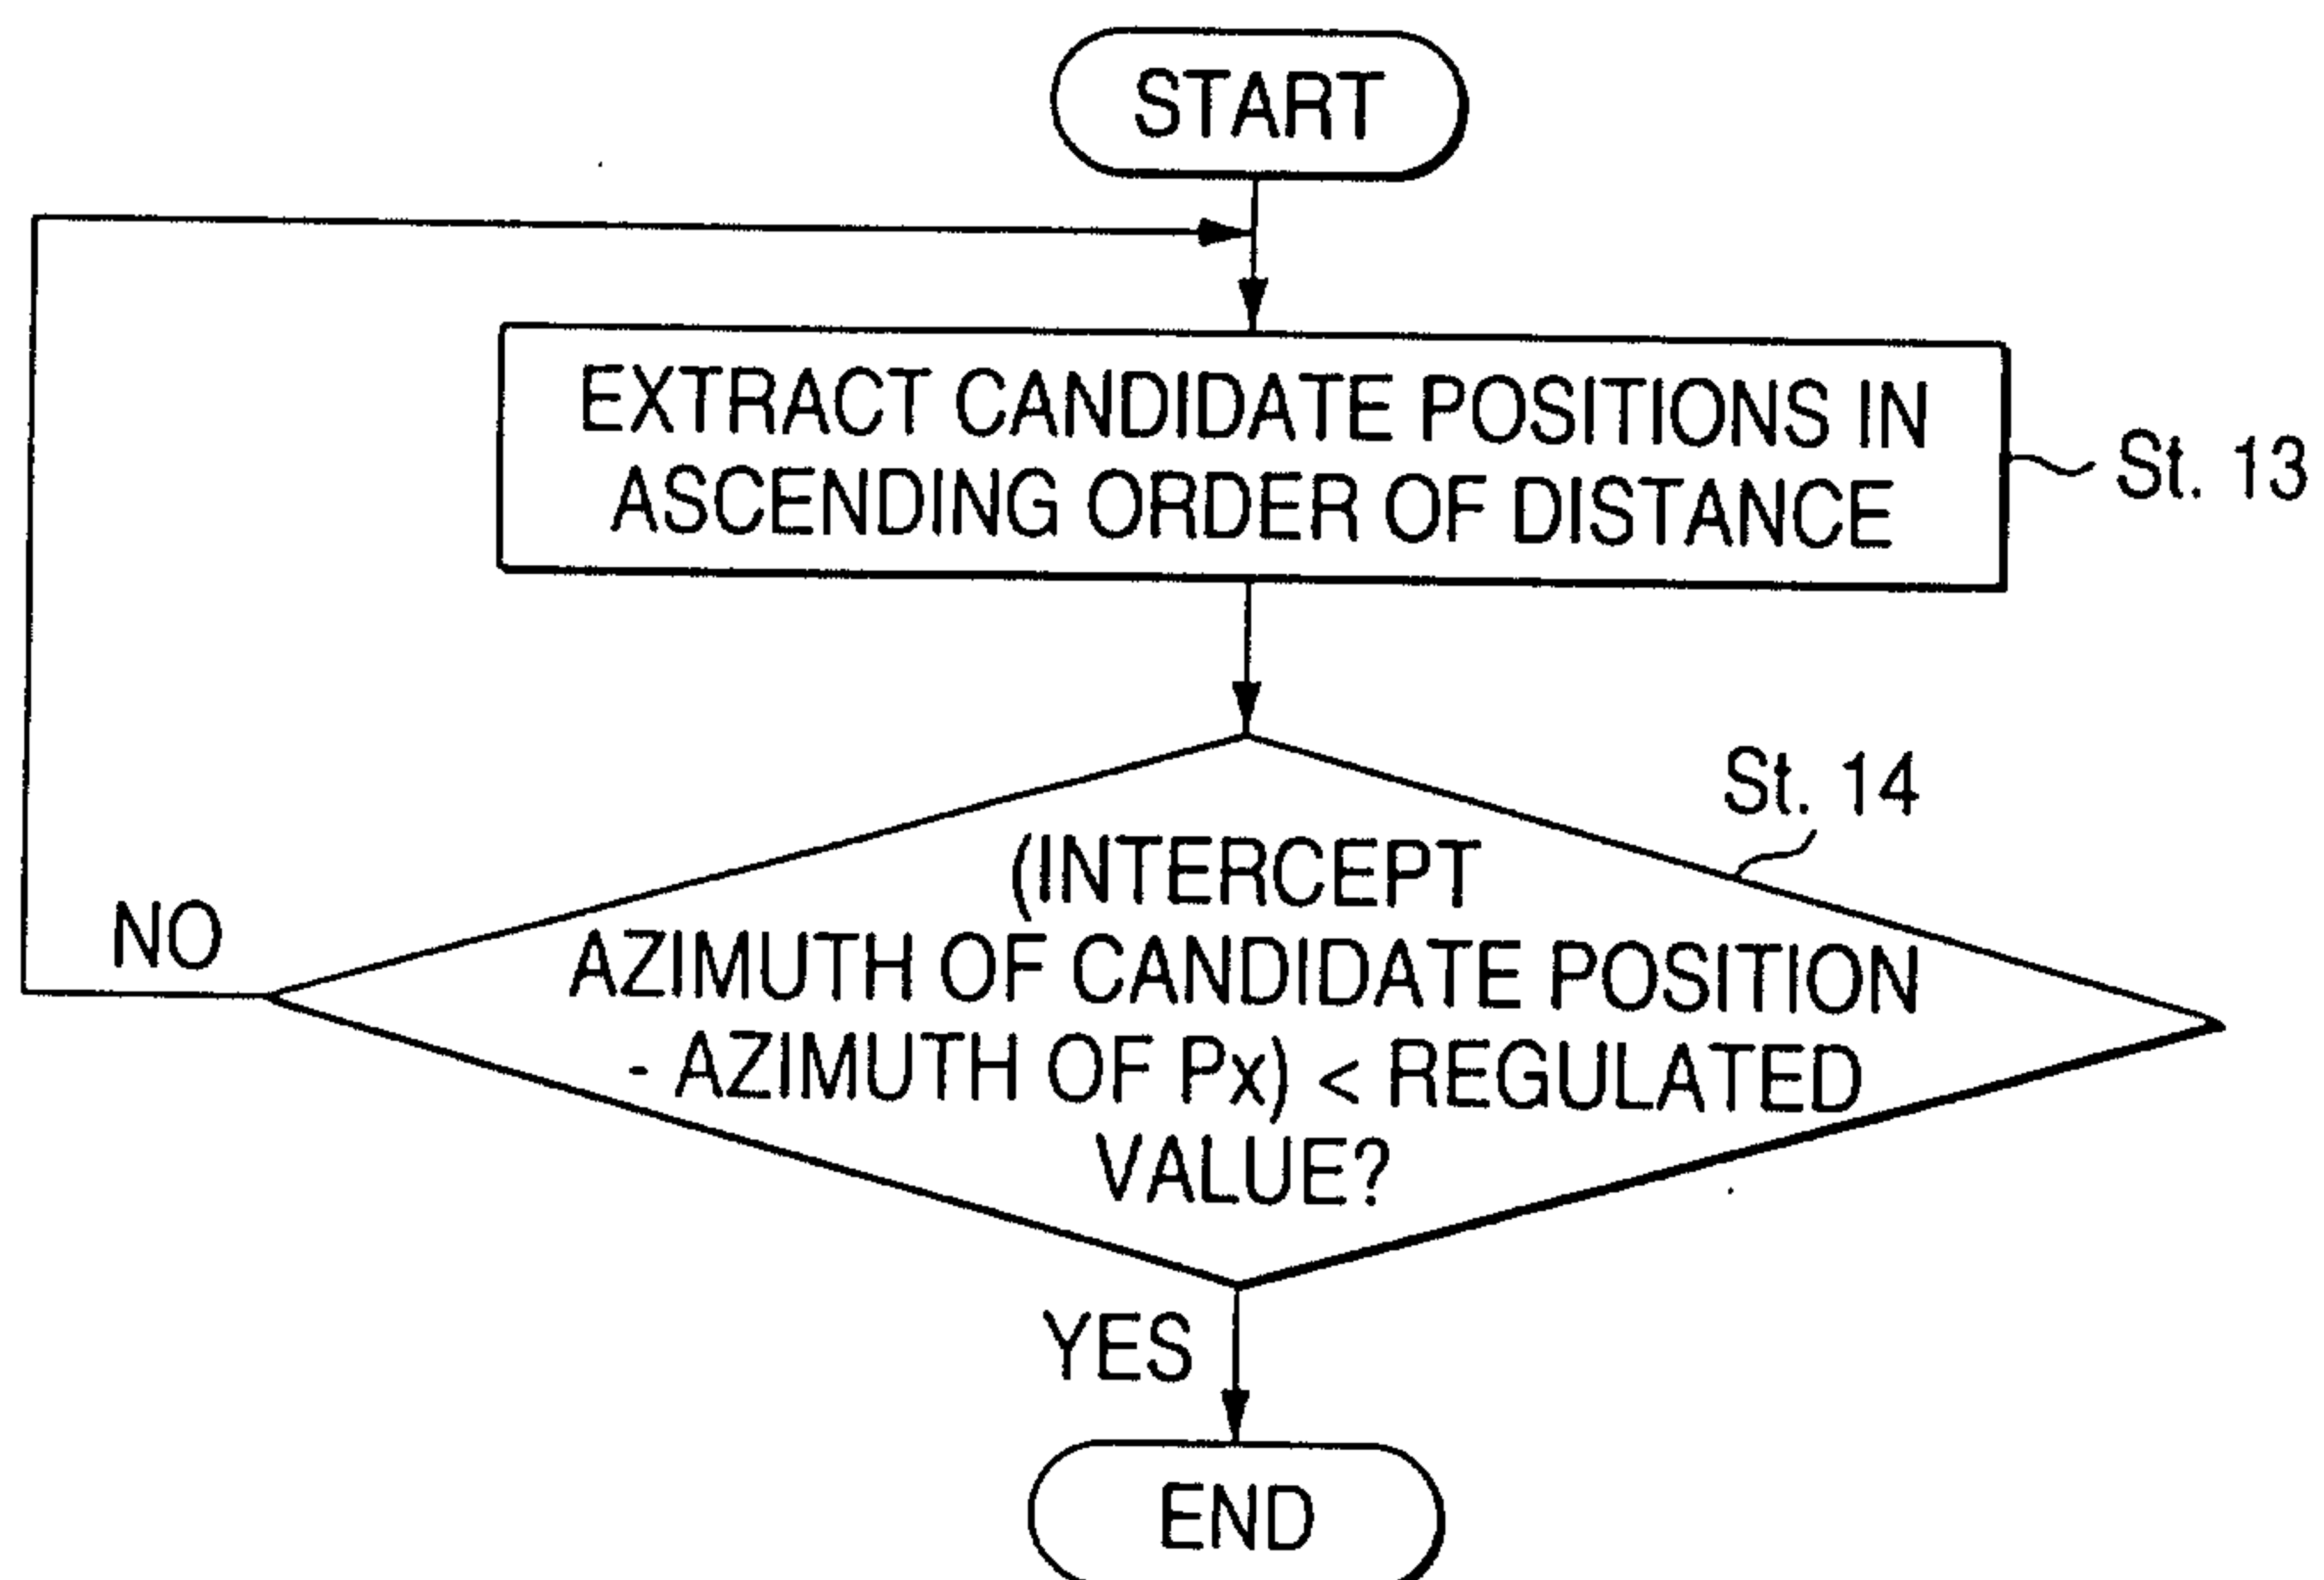 START
EXTRACT CANDIDATE POSITIONS IN
ASCENDING ORDER OF DISTANCE
St. 13
St. 14
(INTERCEPT
AZIMUTH OF CANDIDATE POSITION
- AZIMUTH OF Px) < REGULATED
VALUE?
NO
YES
END